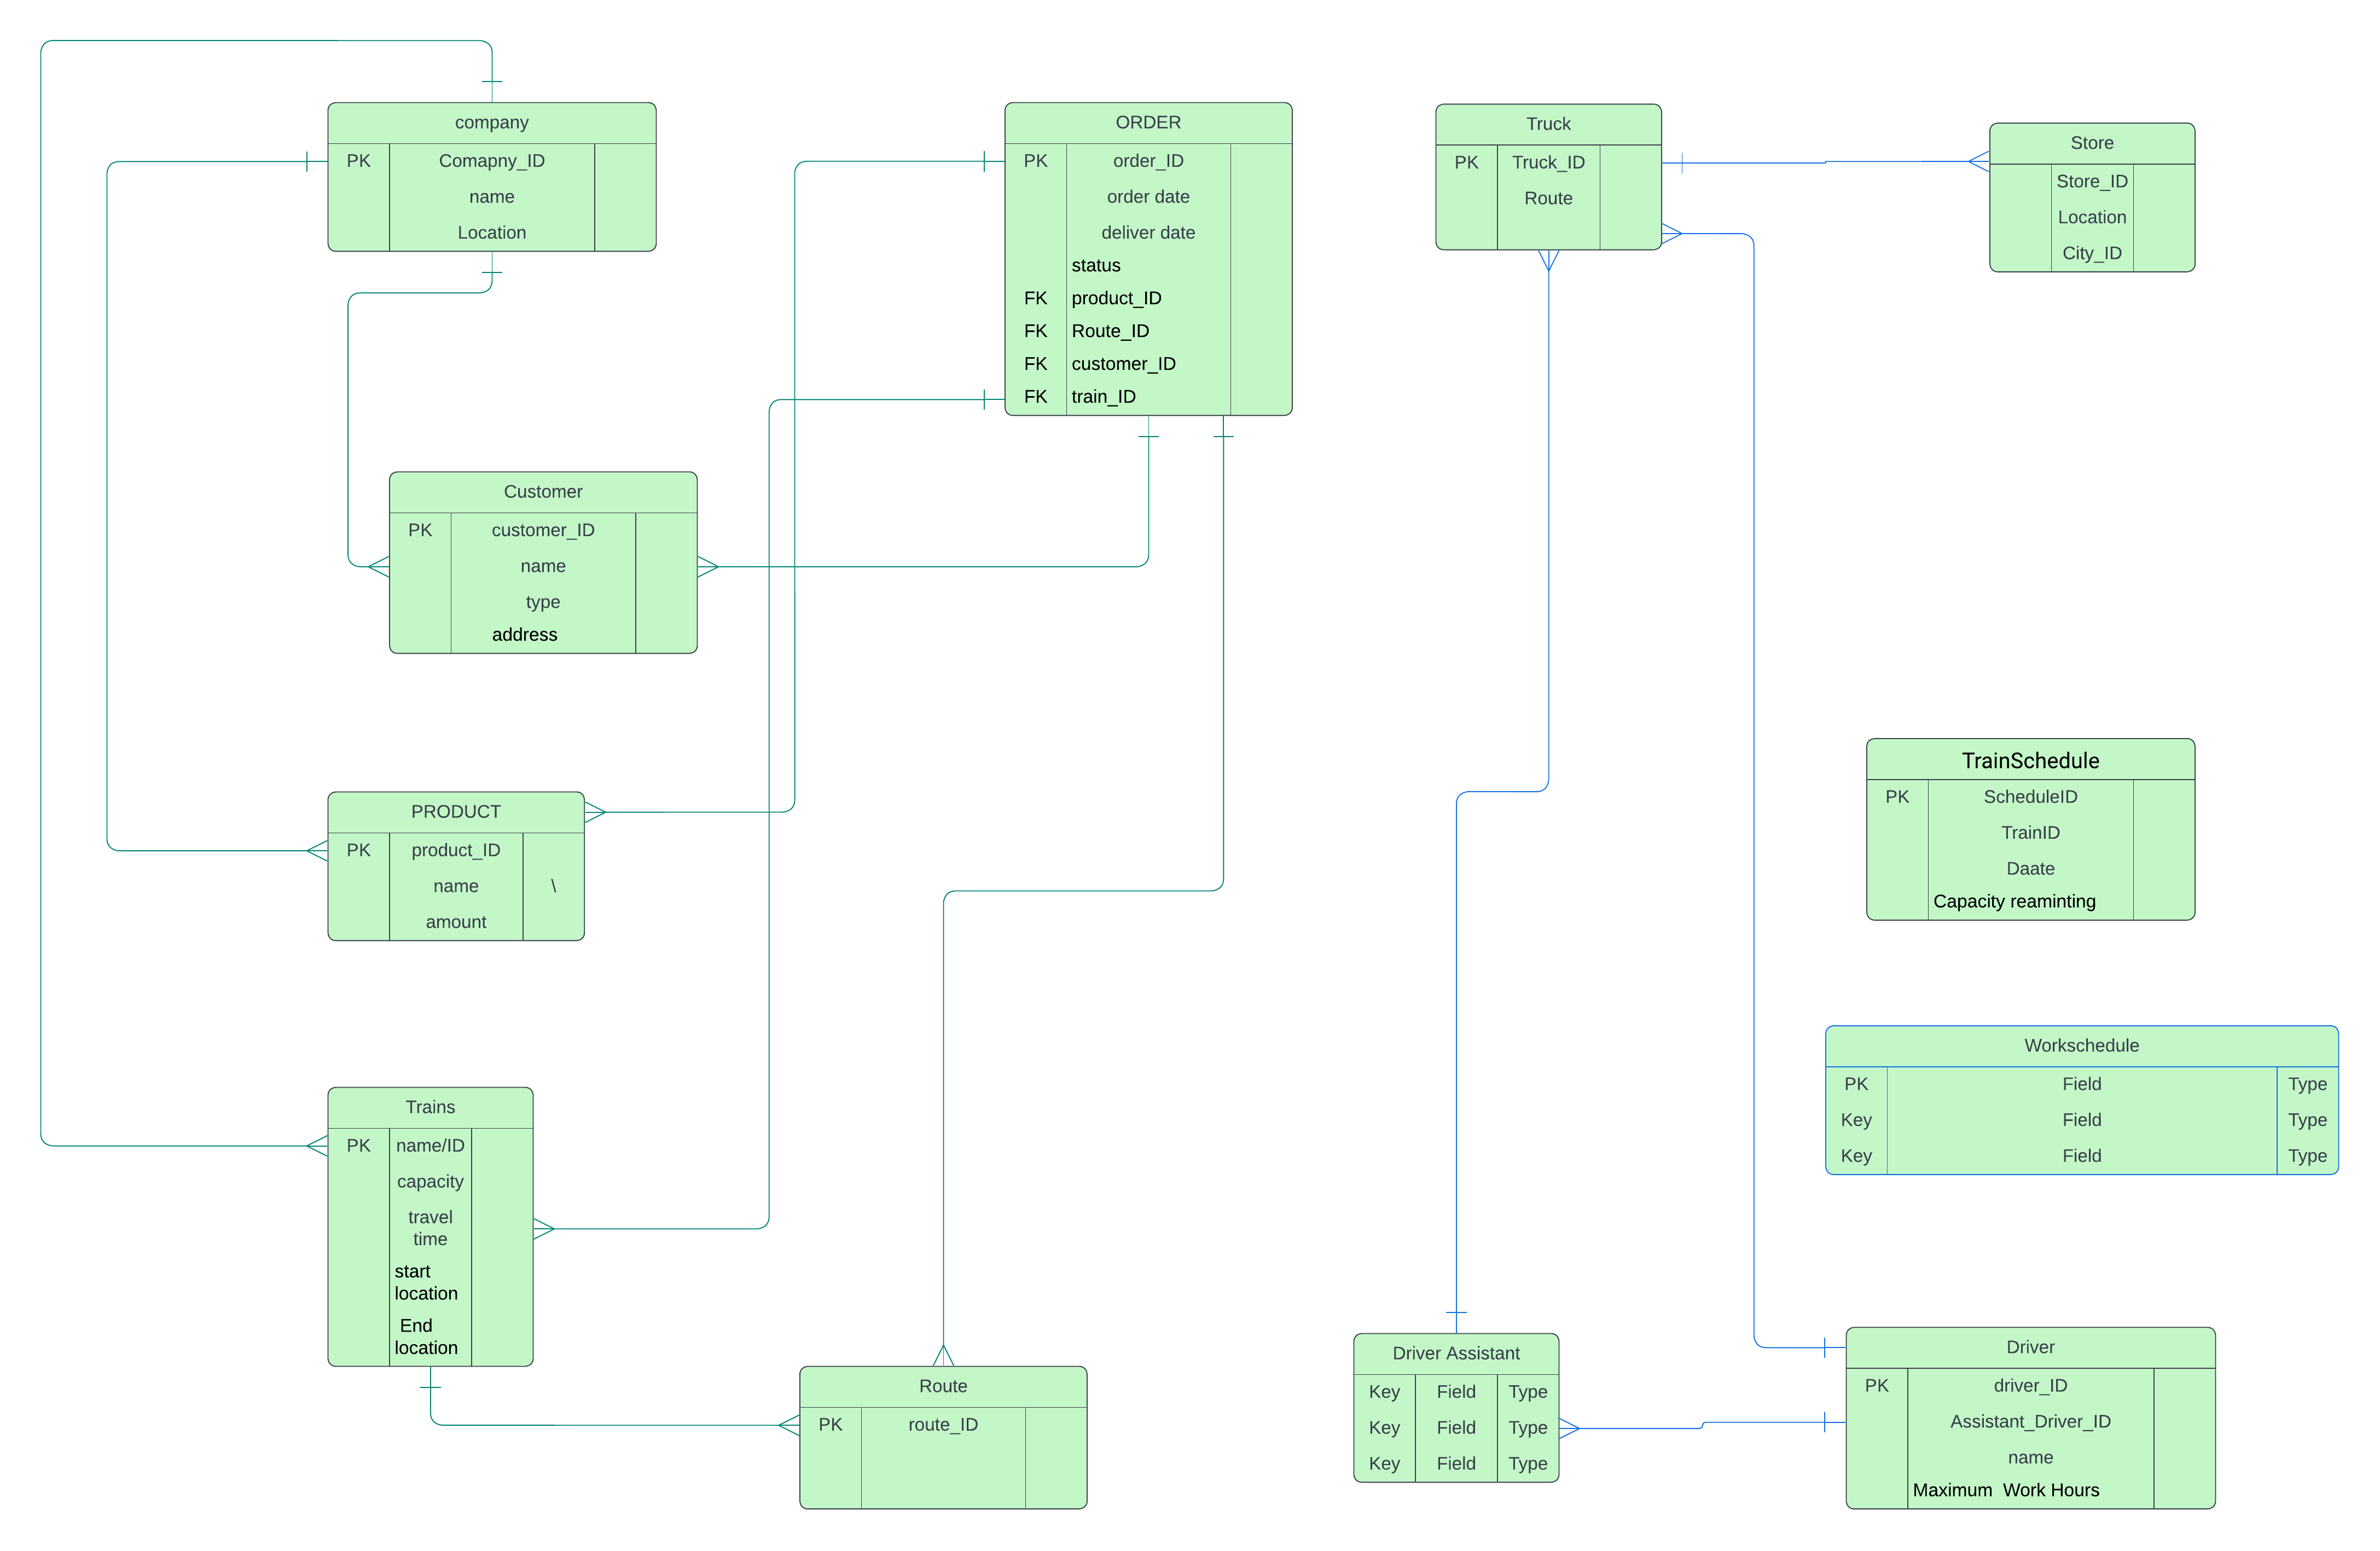 company
PK Comapny_ID
name
Location
ORDER
PK order_ID
order date
deliver date
status
FK product_ID
FK Route_ID
FK customer_ID
FK train_ID
Truck
PK Truck_ID
Route
Store
Store_ID
Location
City_ID
Customer
PK customer_ID
name
type
address
PRODUCT
PK product_ID
name \
amount
TrainSchedule
PK ScheduleID
TrainID
Daate
Capacity reaminting
Workschedule
PK Field Type
Key Field Type
Key Field Type
Trains
PK name/ID
capacity
travel
time
start
location
End
location
Route
PK route_ID
Driver Assistant
Key Field Type
Key Field Type
Key Field Type
Driver
PK driver_ID
Assistant_Driver_ID
name
Maximum  Work Hours